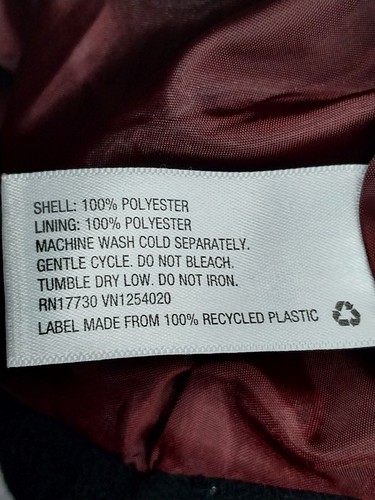 SHELL: 100% POLYESTER
LINING: 100% POLYESTER
MACHINE WASH COLD SEPARATELY.
GENTLE CYCLE. DO NOT BLEACH.
TUMBLE DRY LOW. DO NOT IRON.
RN17730 VN1254020
LABEL MADE FROM 100% RECYCLED PLASTIC